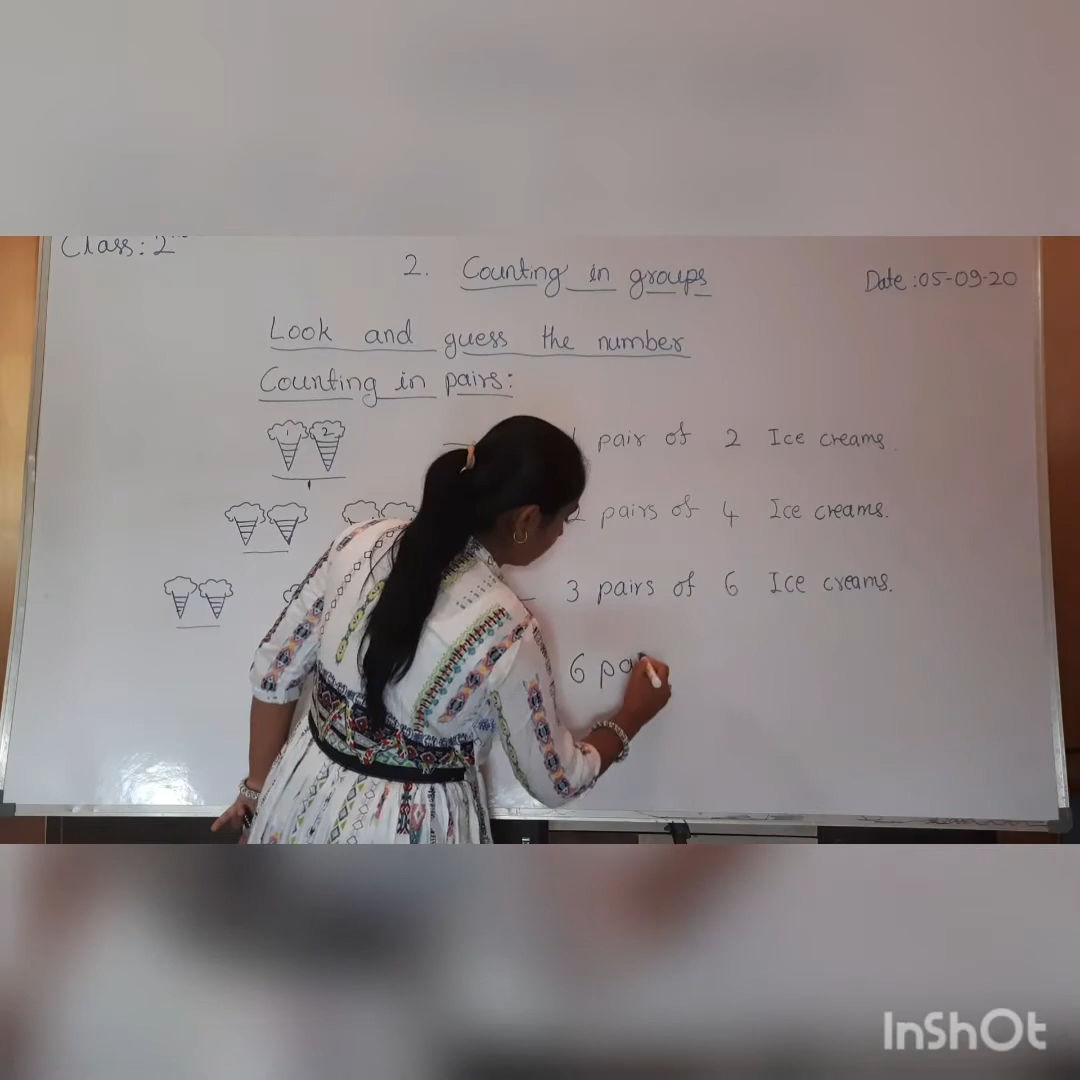 Class: 2nd
2. Counting in groups
Date: 05-09-20
Look and guess the number
Counting in pairs:
1 2
pair of 2 Ice creams.
2 pairs of 4 Ice creams.
3 pairs of 6 Ice creams.
6 pa
InShOt